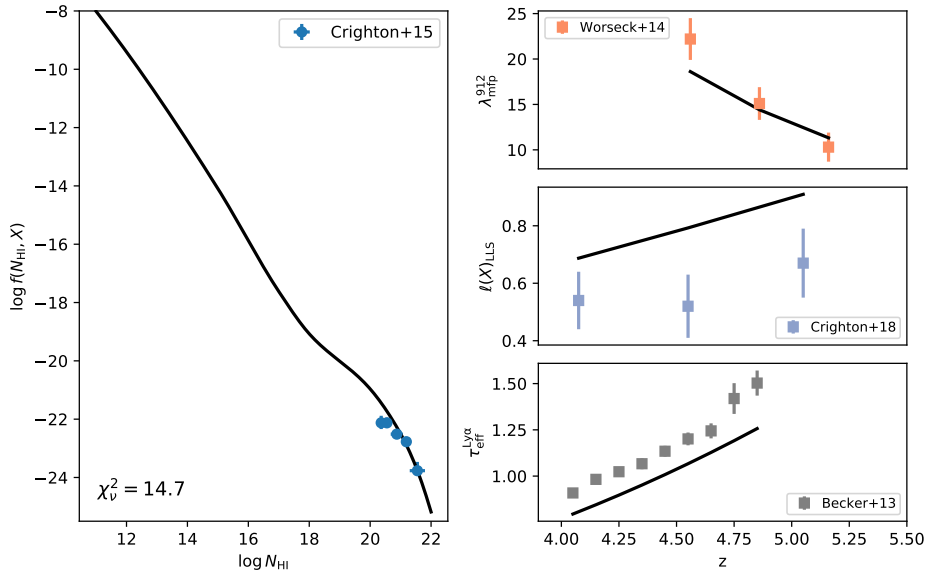 −8
−10
−12
−14
−16
−18
−20
−22
−24
12
14
16
18
20
22
log N_HI
log f(N_HI, X)
Crighton+15
χ²_ν = 14.7
25
20
15
10
λ^912_mfp
Worseck+14
0.8
0.6
0.4
ℓ(X)_LLS
Crighton+18
1.50
1.25
1.00
τ^Lyα_eff
Becker+13
4.00
4.25
4.50
4.75
5.00
5.25
5.50
z